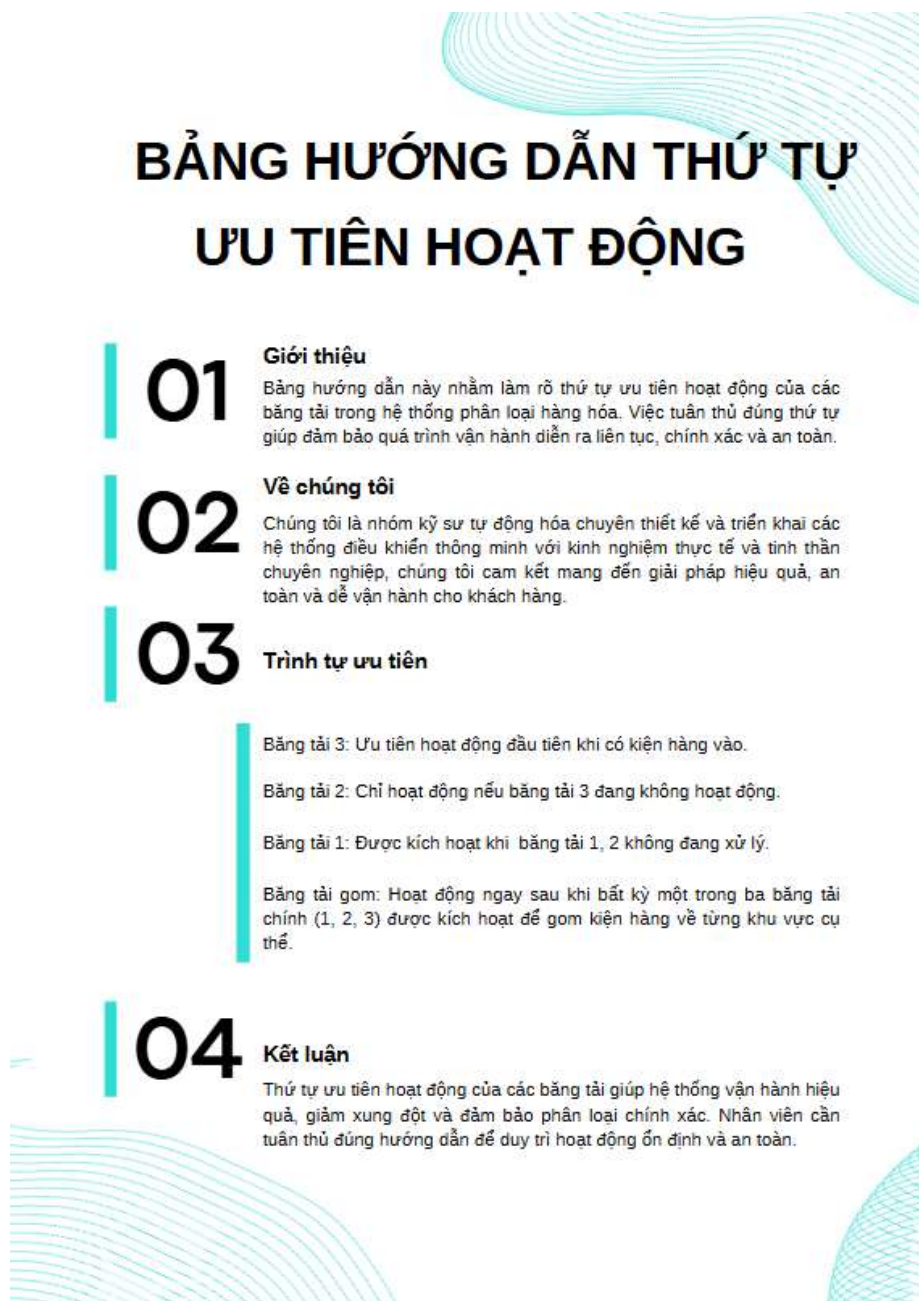 BẢNG HƯỚNG DẪN THỨ TỰ
ƯU TIÊN HOẠT ĐỘNG
01
Giới thiệu
Bảng hướng dẫn này nhằm làm rõ thứ tự ưu tiên hoạt động của các
băng tải trong hệ thống phân loại hàng hóa. Việc tuân thủ đúng thứ tự
giúp đảm bảo quá trình vận hành diễn ra liên tục, chính xác và an toàn.
02
Về chúng tôi
Chúng tôi là nhóm kỹ sư tự động hóa chuyên thiết kế và triển khai các
hệ thống điều khiển thông minh với kinh nghiệm thực tế và tinh thần
chuyên nghiệp, chúng tôi cam kết mang đến giải pháp hiệu quả, an
toàn và dễ vận hành cho khách hàng.
03
Trình tự ưu tiên
Băng tải 3: Ưu tiên hoạt động đầu tiên khi có kiện hàng vào.
Băng tải 2: Chỉ hoạt động nếu băng tải 3 đang không hoạt động.
Băng tải 1: Được kích hoạt khi băng tải 1, 2 không đang xử lý.
Băng tải gom: Hoạt động ngay sau khi bất kỳ một trong ba băng tải
chính (1, 2, 3) được kích hoạt để gom kiện hàng về từng khu vực cụ
thể.
04
Kết luận
Thứ tự ưu tiên hoạt động của các băng tải giúp hệ thống vận hành hiệu
quả, giảm xung đột và đảm bảo phân loại chính xác. Nhân viên cần
tuân thủ đúng hướng dẫn để duy trì hoạt động ổn định và an toàn.